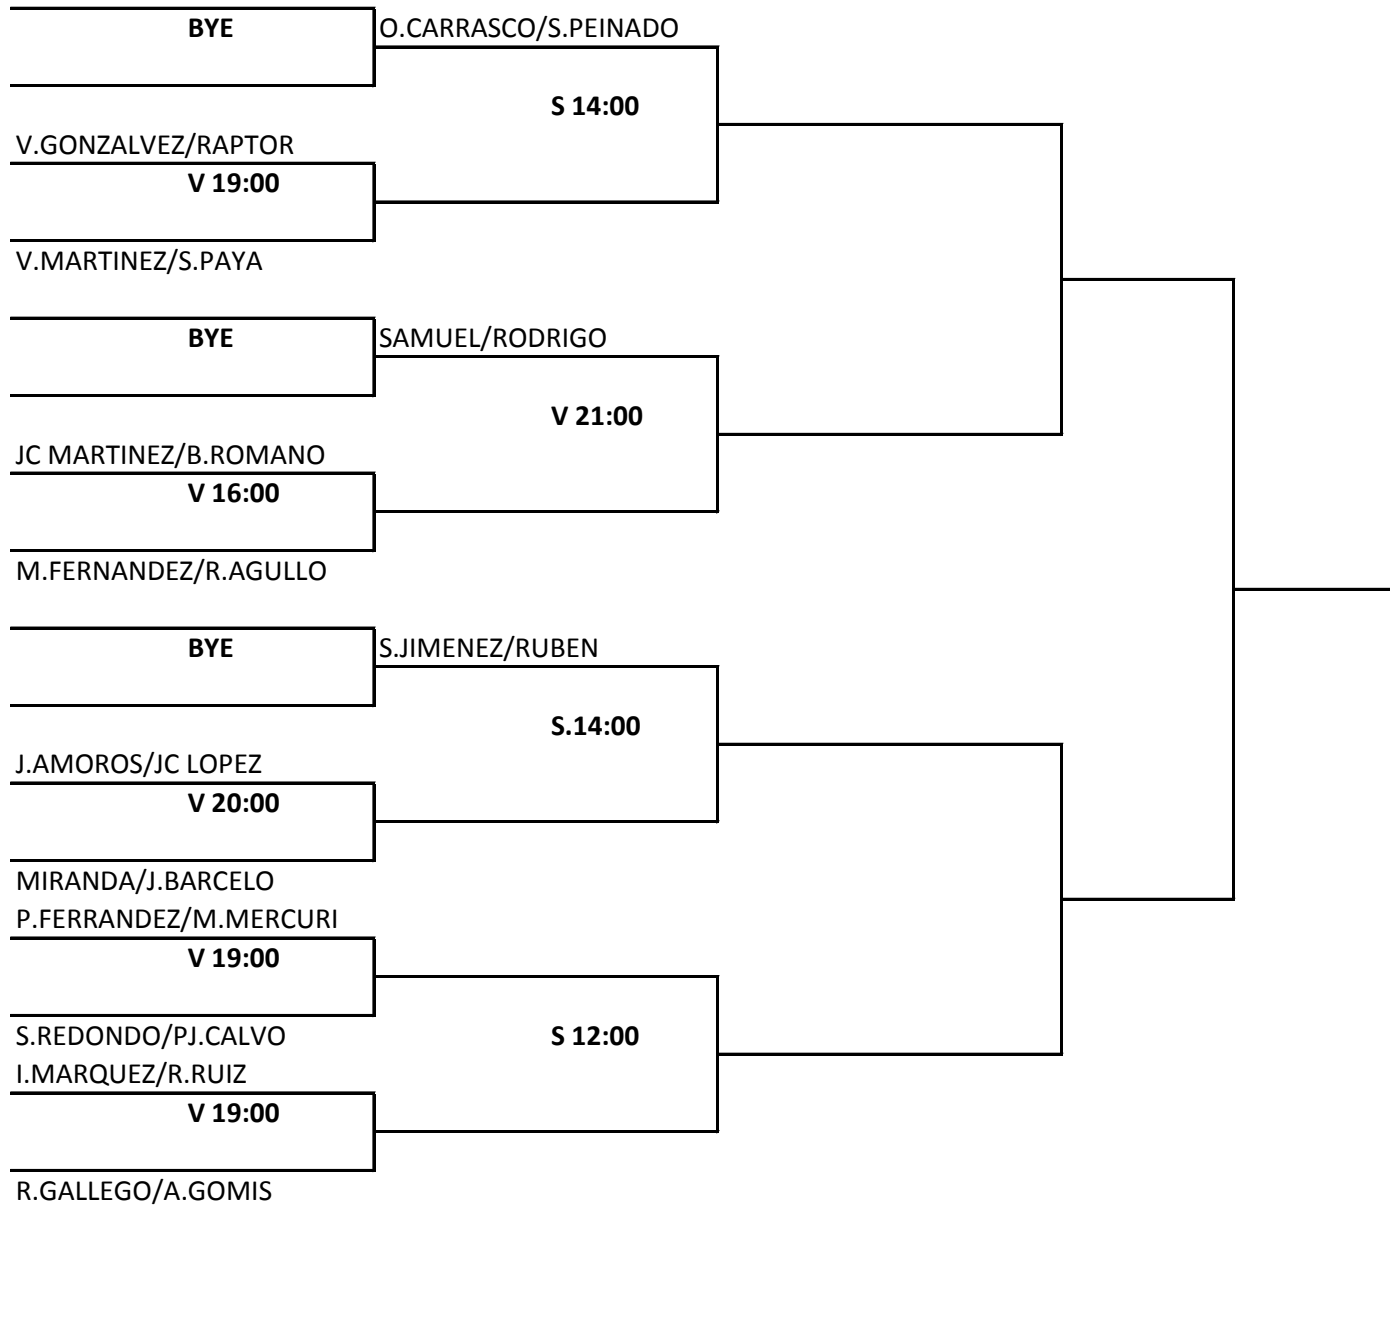 BYE
O.CARRASCO/S.PEINADO
S 14:00
V.GONZALVEZ/RAPTOR
V 19:00
V.MARTINEZ/S.PAYA
BYE
SAMUEL/RODRIGO
V 21:00
JC MARTINEZ/B.ROMANO
V 16:00
M.FERNANDEZ/R.AGULLO
BYE
S.JIMENEZ/RUBEN
S.14:00
J.AMOROS/JC LOPEZ
V 20:00
MIRANDA/J.BARCELO
P.FERRANDEZ/M.MERCURI
V 19:00
S.REDONDO/PJ.CALVO
S 12:00
I.MARQUEZ/R.RUIZ
V 19:00
R.GALLEGO/A.GOMIS